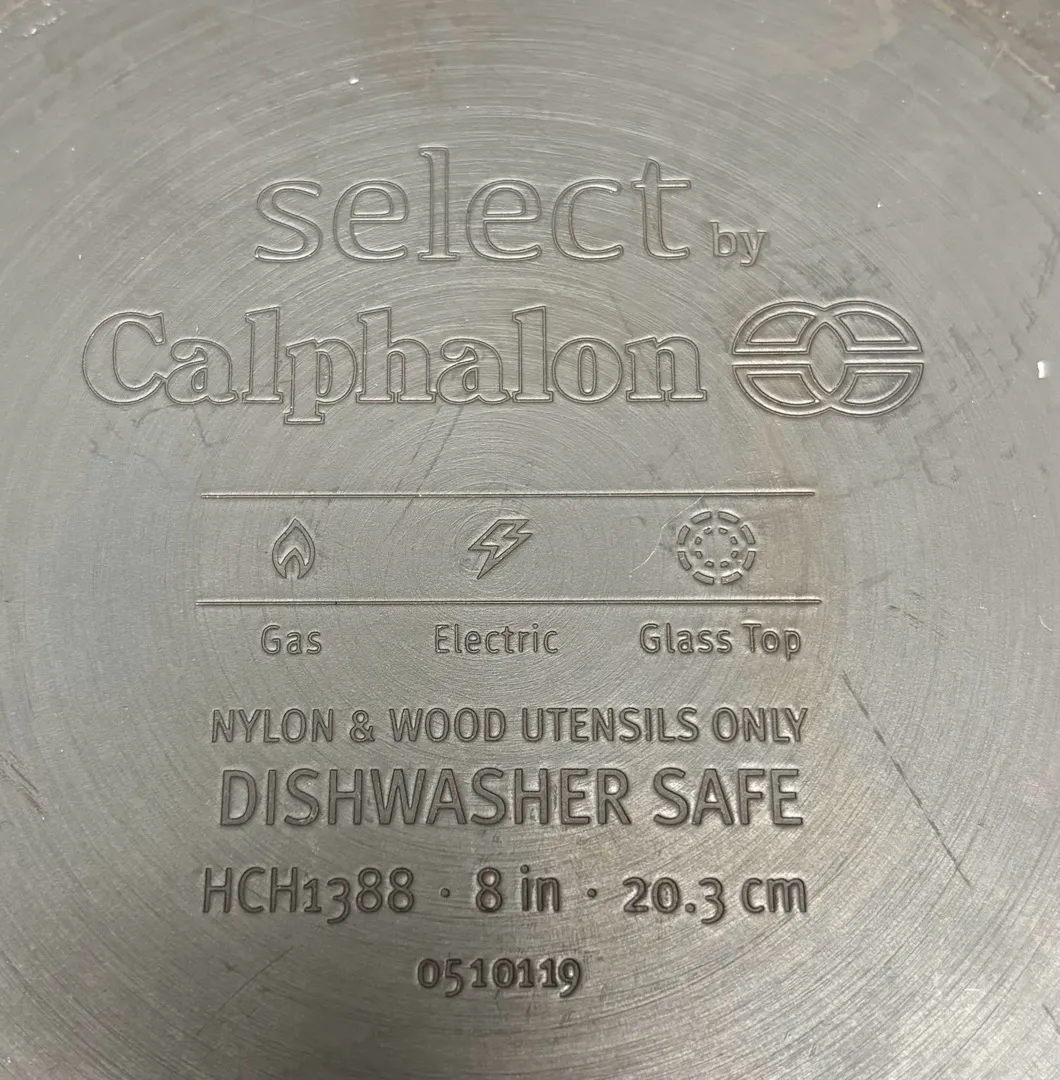 select by
Calphalon
Gas Electric Glass Top
NYLON & WOOD UTENSILS ONLY
DISHWASHER SAFE
HCH1388 · 8 in · 20.3 cm
0510119